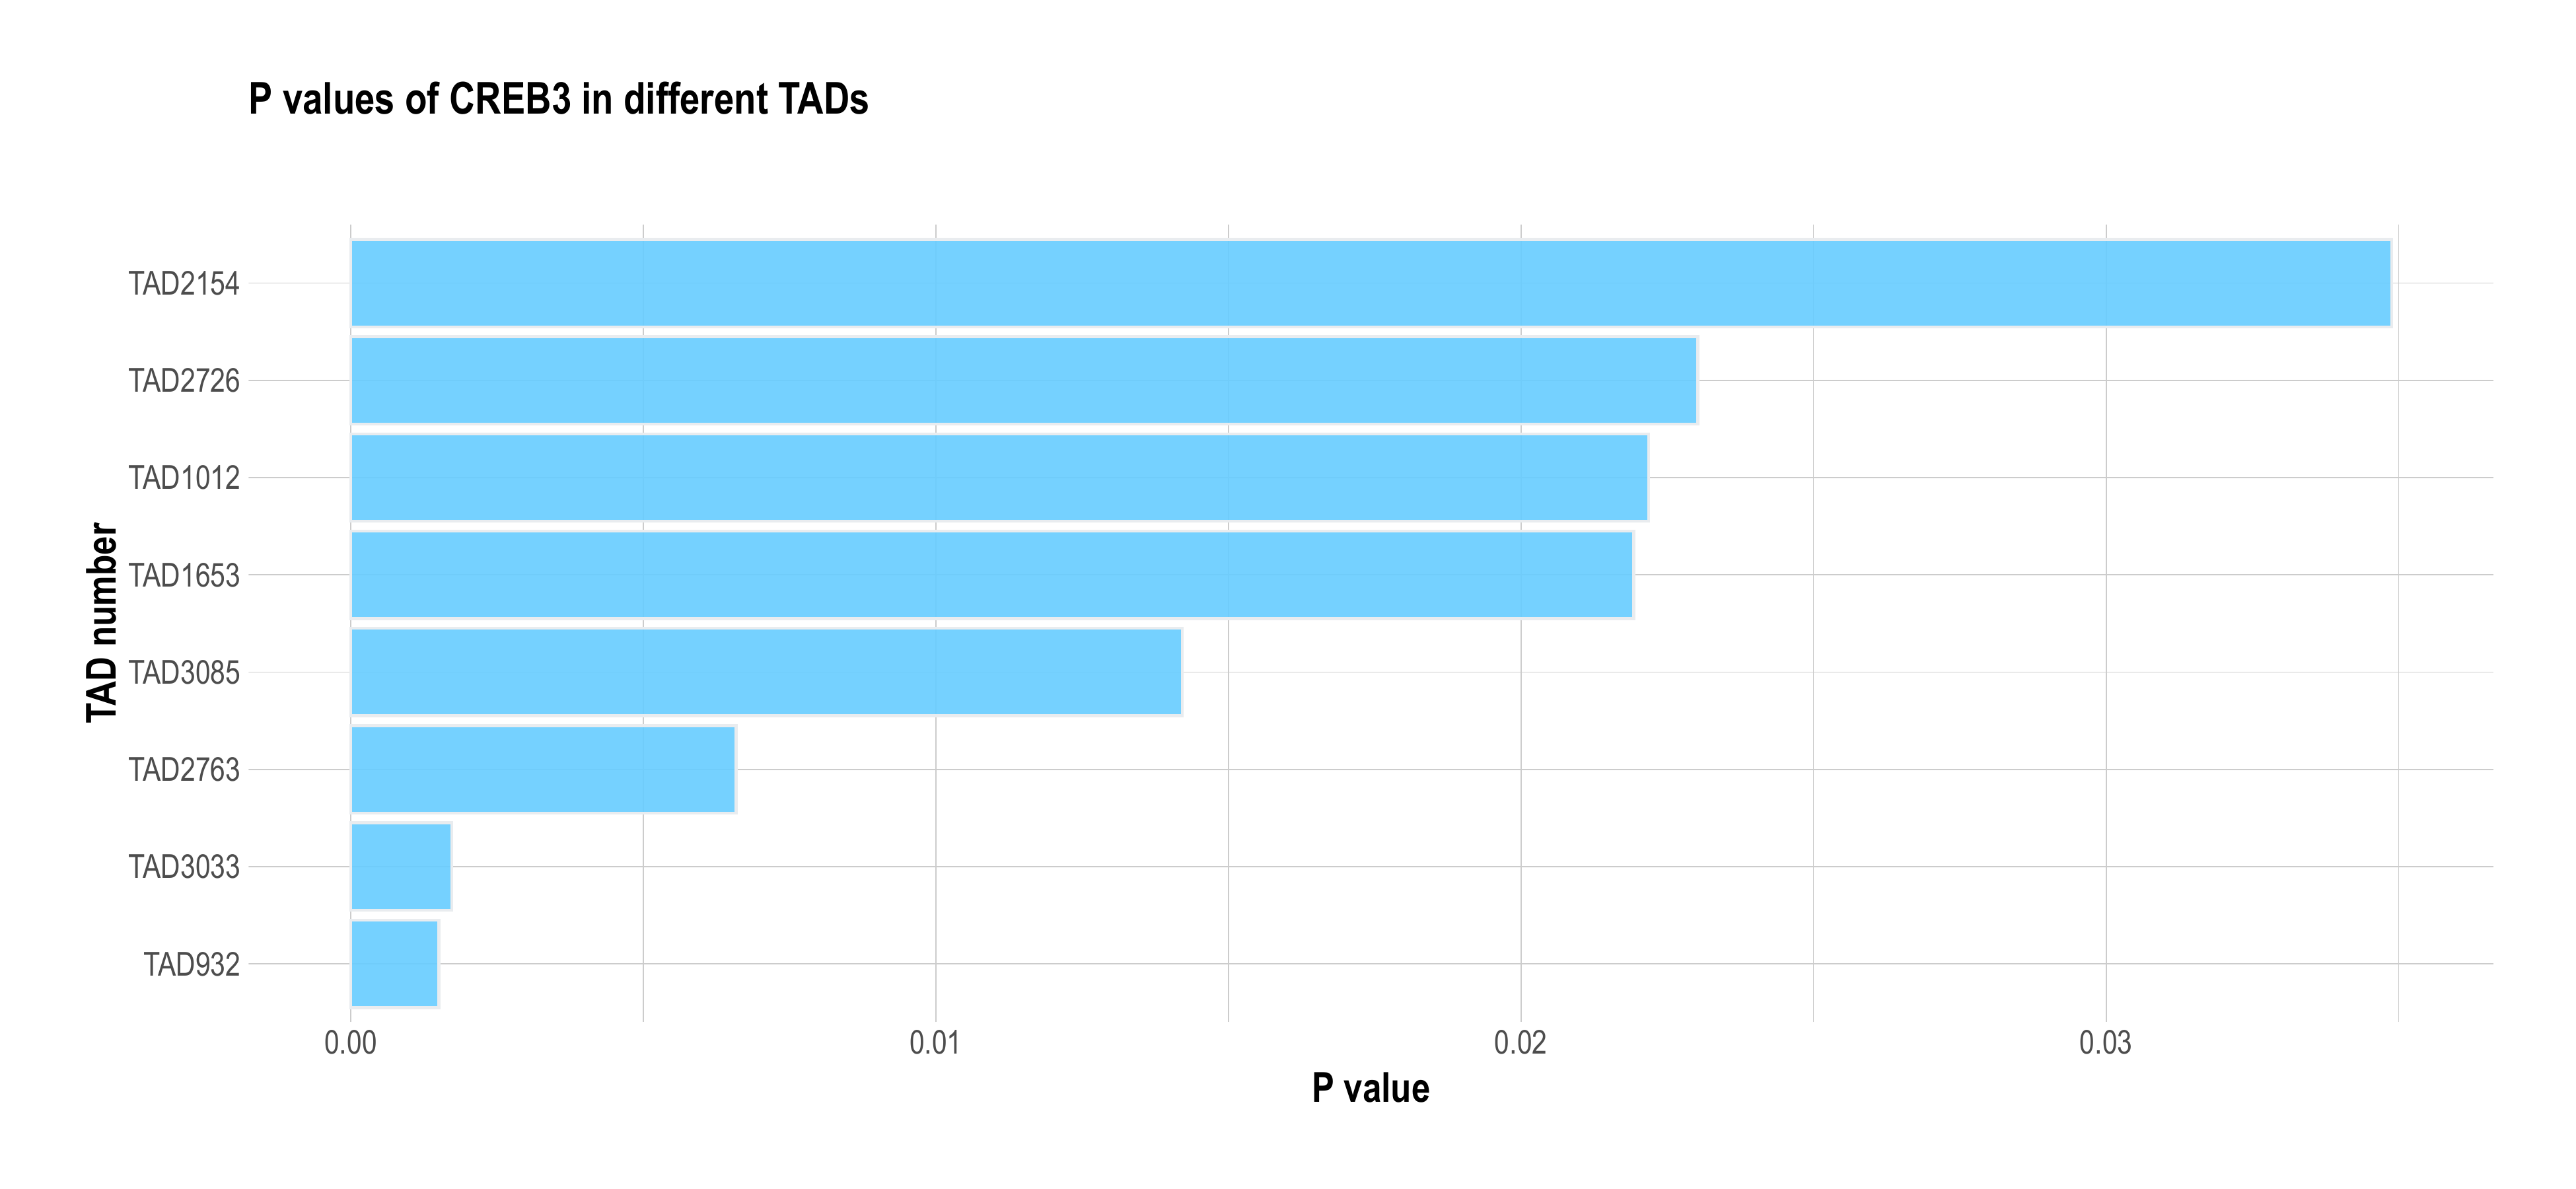 P values of CREB3 in different TADs
TAD number
TAD2154
TAD2726
TAD1012
TAD1653
TAD3085
TAD2763
TAD3033
TAD932
0.00 0.01 0.02 0.03
P value